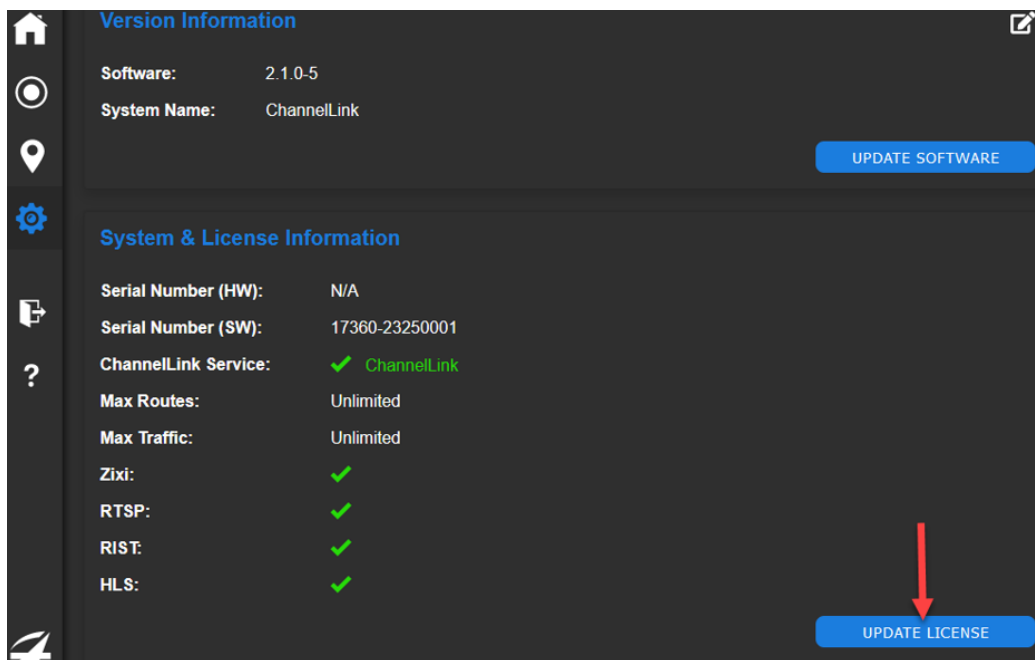 Version Information
Software: 2.1.0-5
System Name: ChannelLink
UPDATE SOFTWARE
System & License Information
Serial Number (HW): N/A
Serial Number (SW): 17360-23250001
ChannelLink Service: ✔ ChannelLink
Max Routes: Unlimited
Max Traffic: Unlimited
Zixi: ✔
RTSP: ✔
RIST: ✔
HLS: ✔
?
UPDATE LICENSE